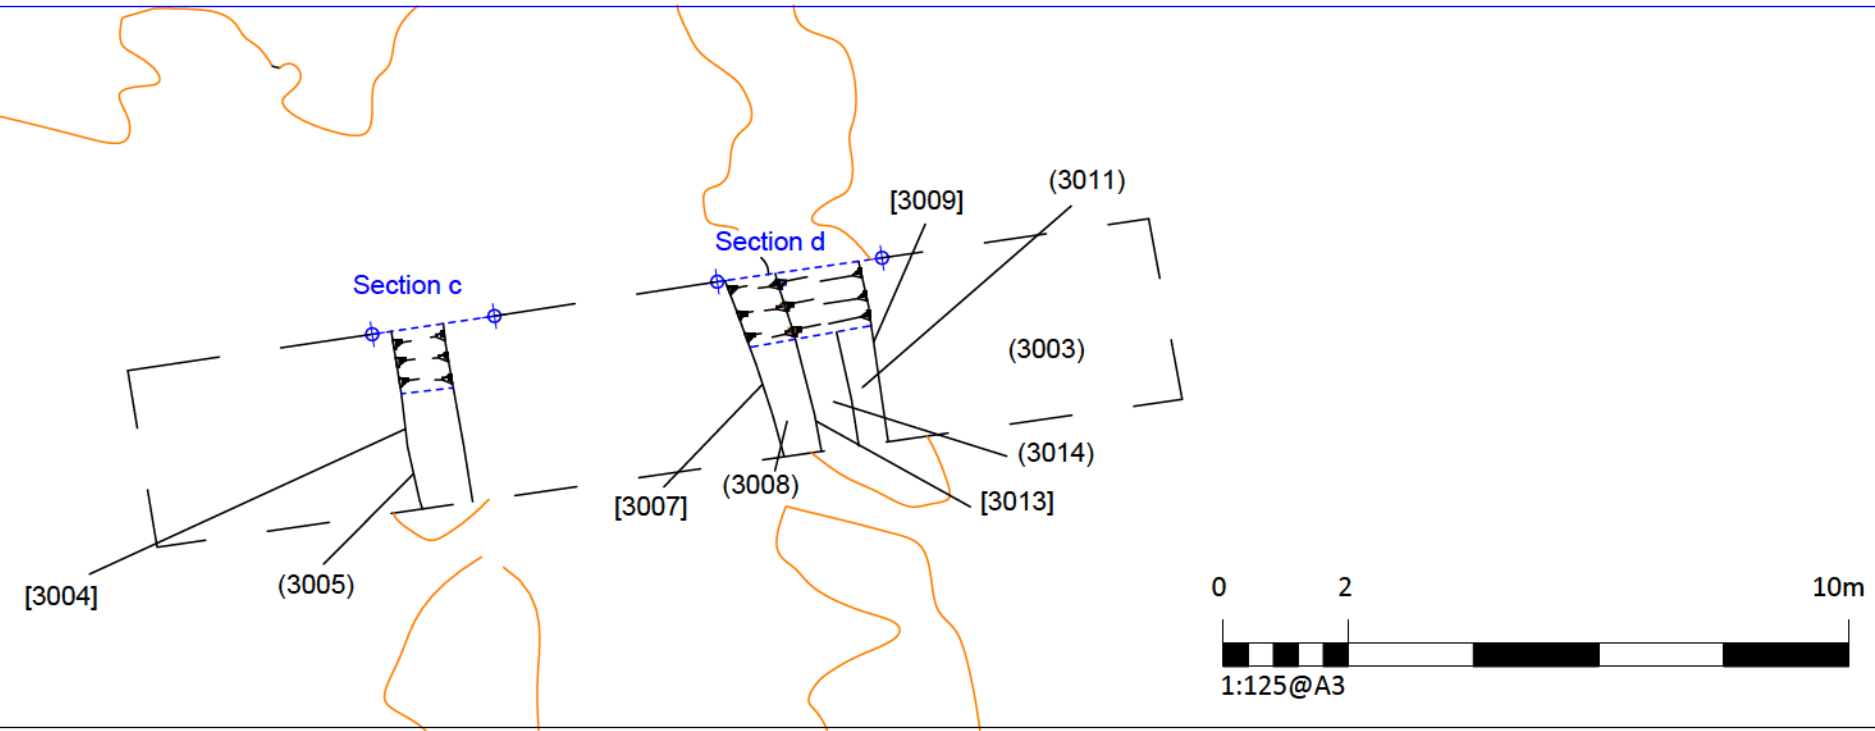 (3011)
[3009]
Section d
Section c
(3003)
(3014)
(3008)
[3013]
[3007]
(3005)
[3004]
0 2 10m
1:125@A3